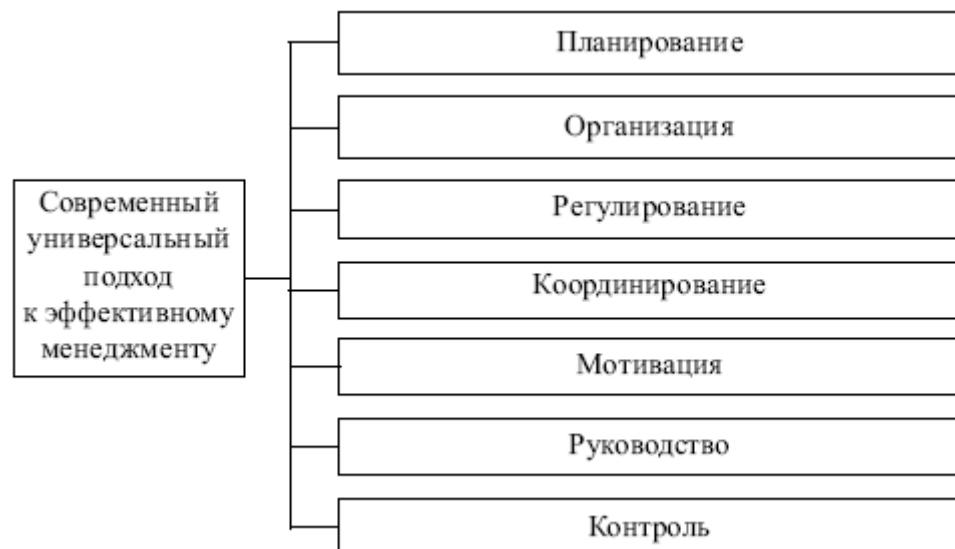 Планирование
Организация
Современный
универсальный
подход
к эффективному
менеджменту
Регулирование
Координирование
Мотивация
Руководство
Контроль